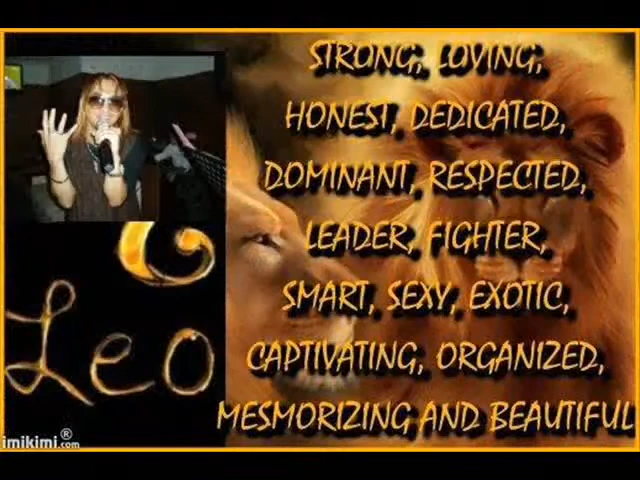 STRONG, LOVING,
HONEST, DEDICATED,
DOMINANT, RESPECTED,
LEADER, FIGHTER,
SMART, SEXY, EXOTIC,
CAPTIVATING, ORGANIZED,
MESMORIZING AND BEAUTIFUL
Leo
imikimi®.com